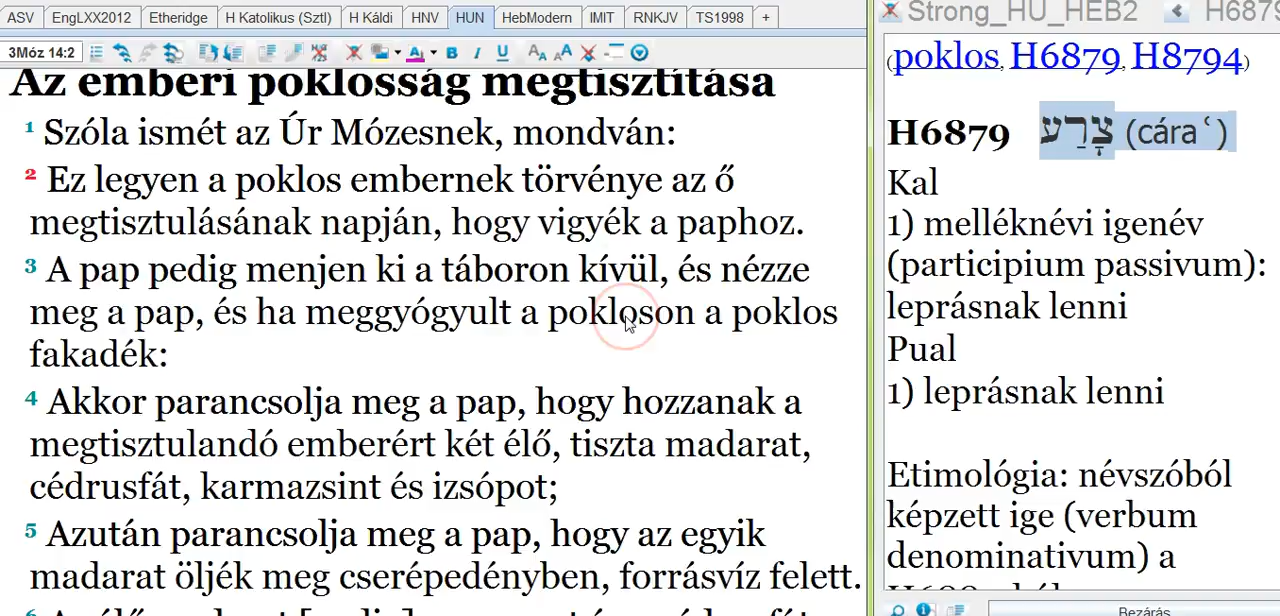 ASV EngLXX2012 Etheridge H Katolikus (Sztl) H Káldi HNV HUN HebModern IMIT RNKJV TS1998 +
3Móz 14:2
Az emberi poklosság megtisztítása
1 Szóla ismét az Úr Mózesnek, mondván:
2 Ez legyen a poklos embernek törvénye az ő
megtisztulásának napján, hogy vigyék a paphoz.
3 A pap pedig menjen ki a táboron kívül, és nézze
meg a pap, és ha meggyógyult a pokloson a poklos
fakadék:
4 Akkor parancsolja meg a pap, hogy hozzanak a
megtisztulandó emberért két élő, tiszta madarat,
cédrusfát, karmazsint és izsópot;
5 Azután parancsolja meg a pap, hogy az egyik
madarat öljék meg cserépedényben, forrásvíz felett.
Strong_HU_HEB2 H6879
(poklos, H6879, H8794)
H6879 צָרַע (cáraʿ)
Kal
1) melléknévi igenév
(participium passivum):
leprásnak lenni
Pual
1) leprásnak lenni
Etimológia: névszóból
képzett ige (verbum
denominativum) a
Bezárás